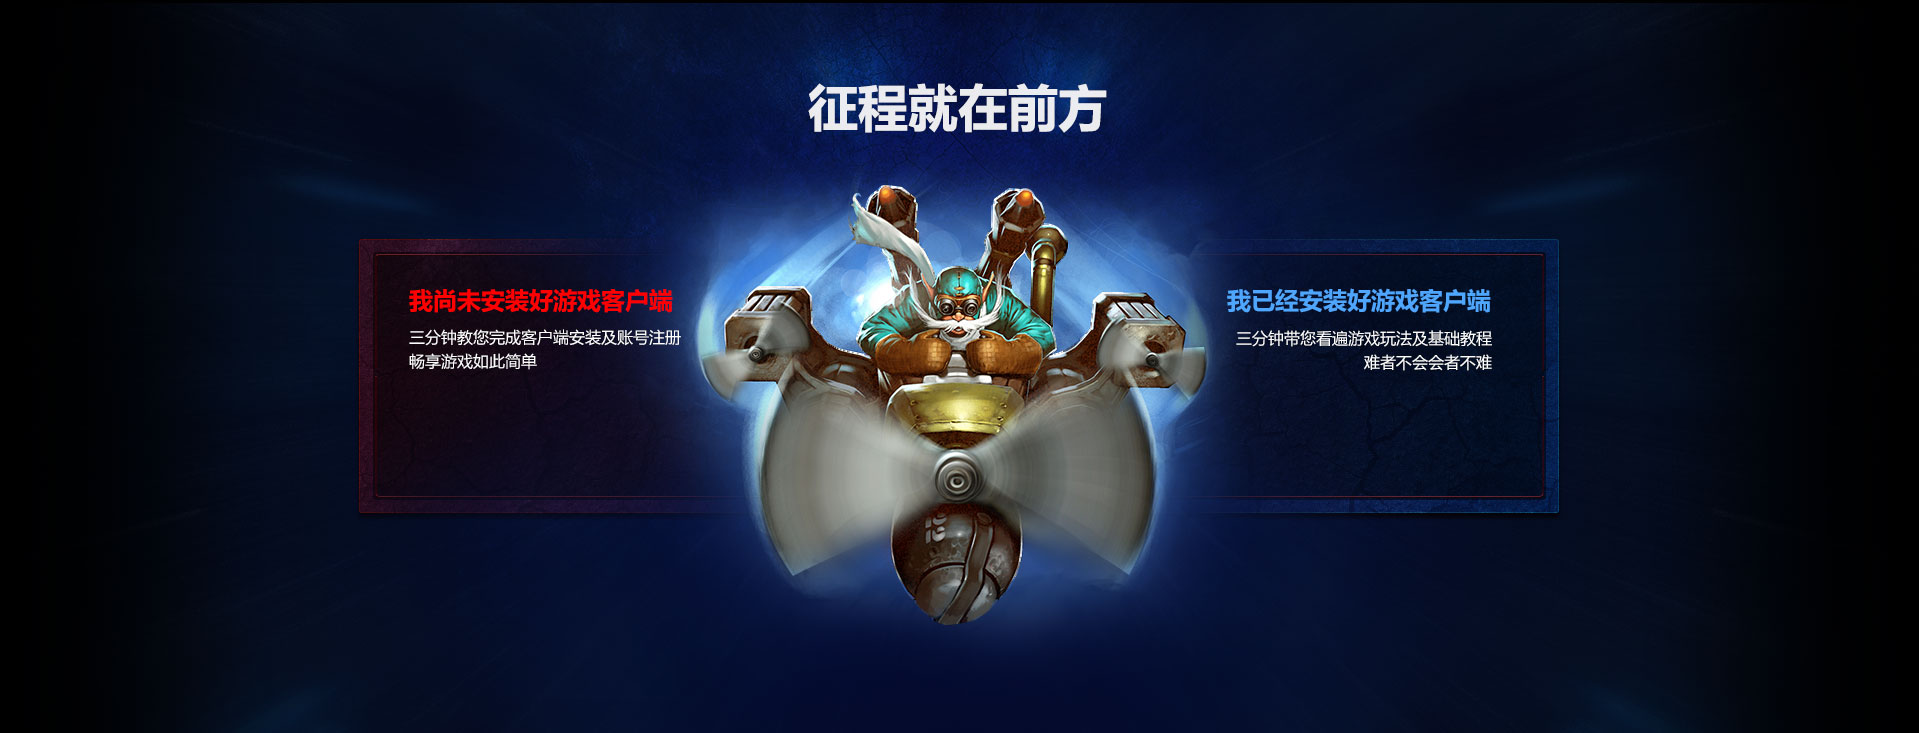 征程就在前方
我尚未安装好游戏客户端
三分钟教您完成客户端安装及账号注册
畅享游戏如此简单
我已经安装好游戏客户端
三分钟带您看遍游戏玩法及基础教程
难者不会会者不难